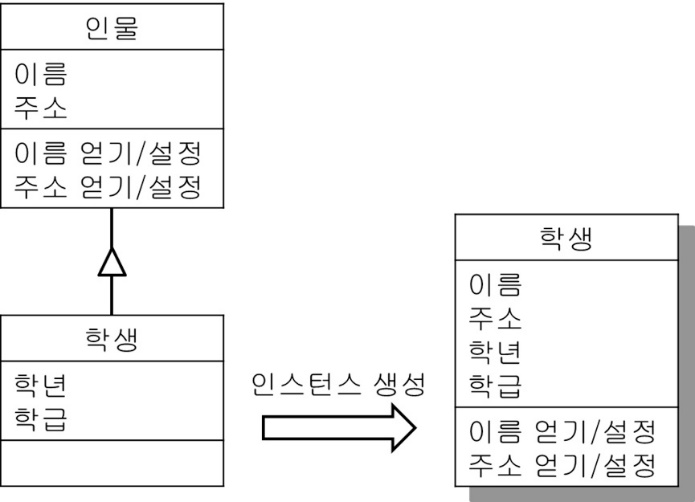 인물
이름
주소
이름 얻기/설정
주소 얻기/설정
학생
학년
학급
인스턴스 생성
학생
이름
주소
학년
학급
이름 얻기/설정
주소 얻기/설정